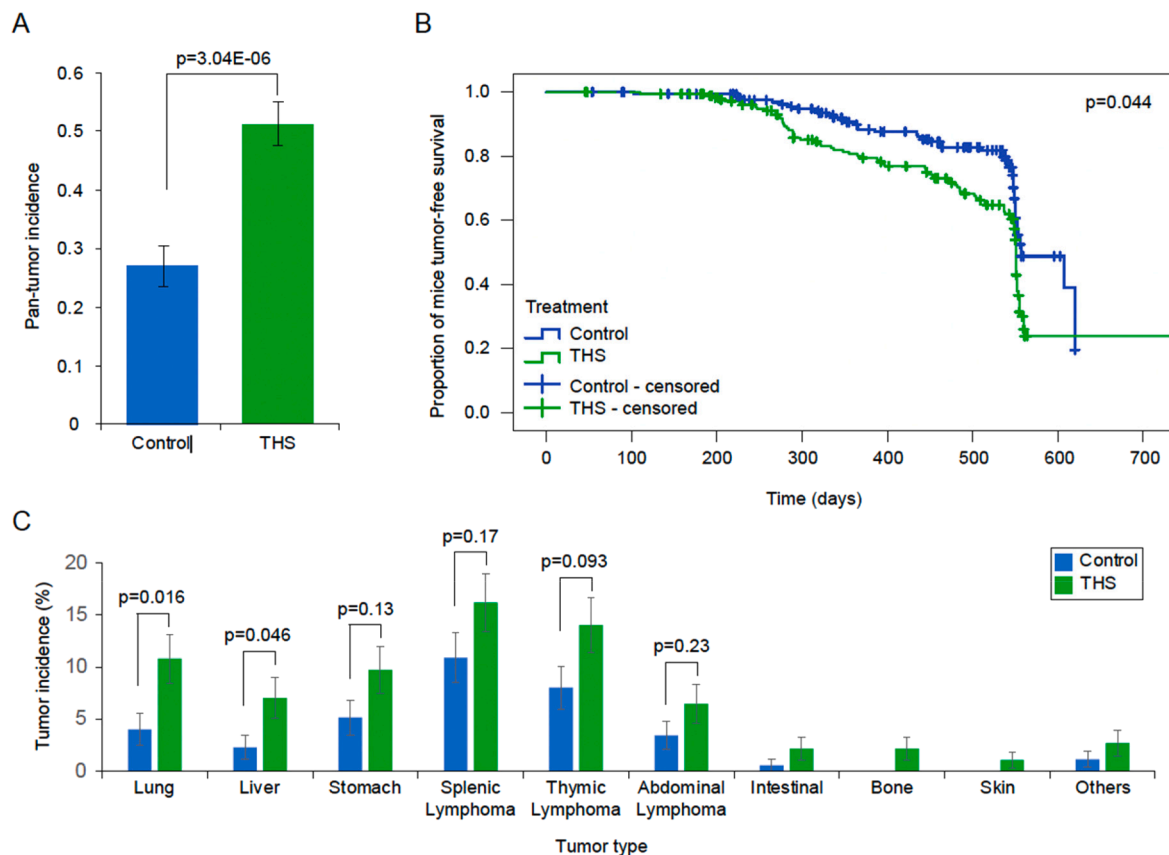 A
p=3.04E-06
Pan-tumor incidence
0.6
0.5
0.4
0.3
0.2
0.1
0
Control|
THS
B
p=0.044
Proportion of mice tumor-free survival
1.0
0.8
0.6
0.4
0.2
0.0
Treatment
Control
THS
Control - censored
THS - censored
0 100 200 300 400 500 600 700
Time (days)
C
Tumor incidence (%)
20
15
10
5
0
p=0.016
p=0.046
p=0.13
p=0.17
p=0.093
p=0.23
Control
THS
Lung
Liver
Stomach
Splenic
Lymphoma
Thymic
Lymphoma
Abdominal
Lymphoma
Intestinal
Bone
Skin
Others
Tumor type